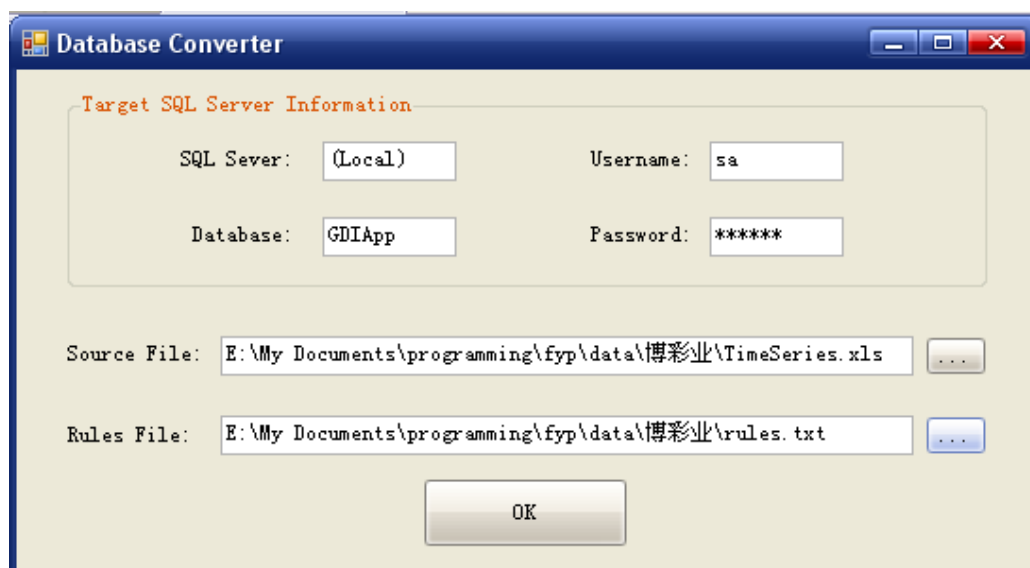 Database Converter
Target SQL Server Information
SQL Sever: (Local) Username: sa
Database: GDIApp Password: ******
Source File: E:\My Documents\programming\fyp\data\博彩业\TimeSeries.xls ...
Rules File: E:\My Documents\programming\fyp\data\博彩业\rules.txt ...
OK